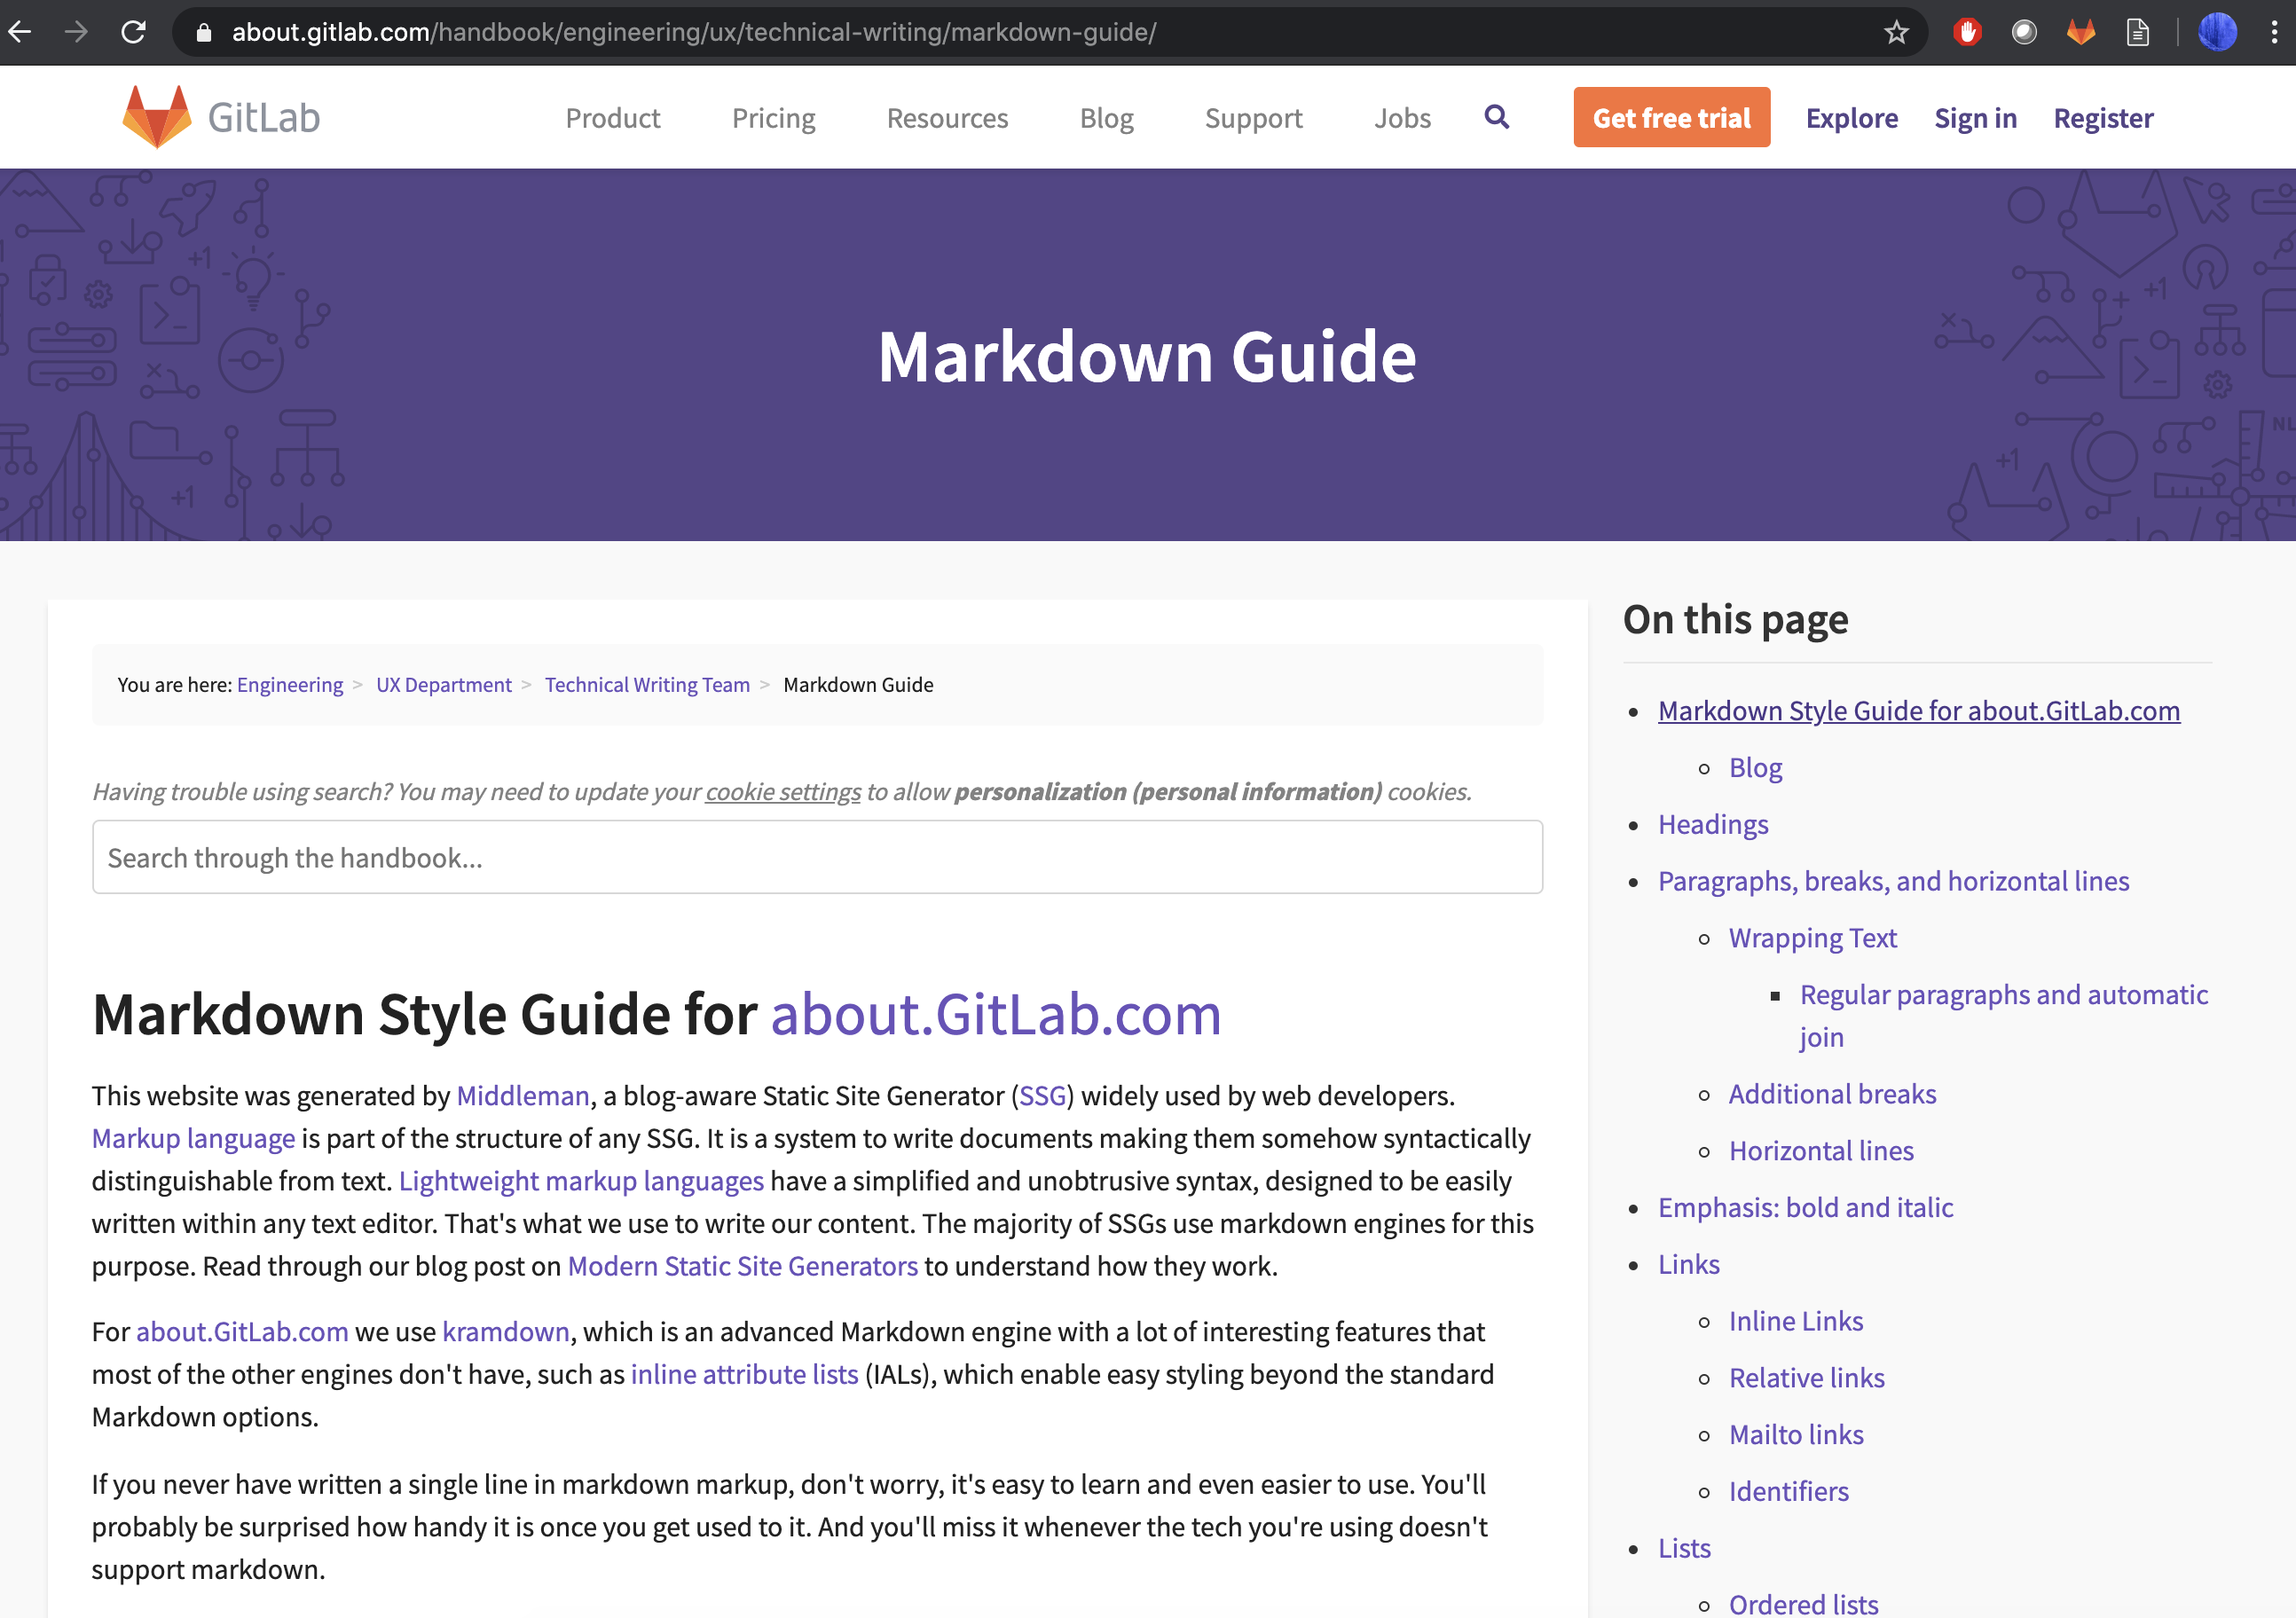 about.gitlab.com/handbook/engineering/ux/technical-writing/markdown-guide/
GitLab
Product Pricing Resources Blog Support Jobs Get free trial Explore Sign in Register
+1
+1
+1
+1
NL
Markdown Guide
You are here: Engineering > UX Department > Technical Writing Team > Markdown Guide
Having trouble using search? You may need to update your cookie settings to allow personalization (personal information) cookies.
Search through the handbook...
Markdown Style Guide for about.GitLab.com
This website was generated by Middleman, a blog-aware Static Site Generator (SSG) widely used by web developers.
Markup language is part of the structure of any SSG. It is a system to write documents making them somehow syntactically
distinguishable from text. Lightweight markup languages have a simplified and unobtrusive syntax, designed to be easily
written within any text editor. That's what we use to write our content. The majority of SSGs use markdown engines for this
purpose. Read through our blog post on Modern Static Site Generators to understand how they work.
For about.GitLab.com we use kramdown, which is an advanced Markdown engine with a lot of interesting features that
most of the other engines don't have, such as inline attribute lists (IALs), which enable easy styling beyond the standard
Markdown options.
If you never have written a single line in markdown markup, don't worry, it's easy to learn and even easier to use. You'll
probably be surprised how handy it is once you get used to it. And you'll miss it whenever the tech you're using doesn't
support markdown.
On this page
Markdown Style Guide for about.GitLab.com
Blog
Headings
Paragraphs, breaks, and horizontal lines
Wrapping Text
Regular paragraphs and automatic
join
Additional breaks
Horizontal lines
Emphasis: bold and italic
Links
Inline Links
Relative links
Mailto links
Identifiers
Lists
Ordered lists